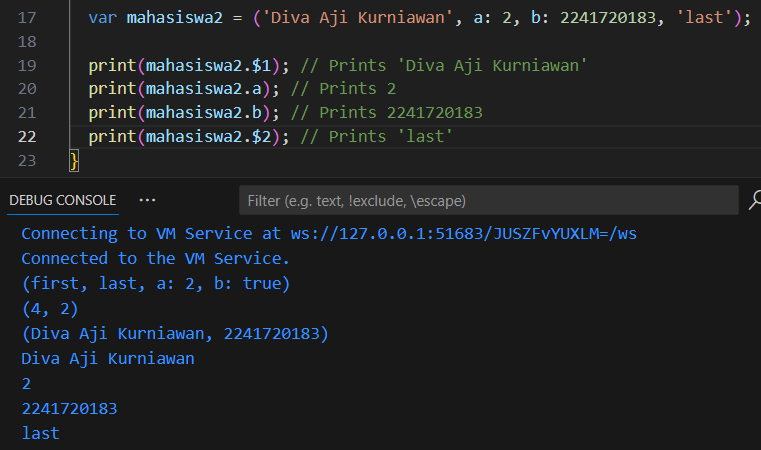 17 var mahasiswa2 = ('Diva Aji Kurniawan', a: 2, b: 2241720183, 'last');
18
19 print(mahasiswa2.$1); // Prints 'Diva Aji Kurniawan'
20 print(mahasiswa2.a); // Prints 2
21 print(mahasiswa2.b); // Prints 2241720183
22 print(mahasiswa2.$2); // Prints 'last'
23 }
DEBUG CONSOLE ··· Filter (e.g. text, !exclude, \escape)
Connecting to VM Service at ws://127.0.0.1:51683/JUSZFvYUXLM=/ws
Connected to the VM Service.
(first, last, a: 2, b: true)
(4, 2)
(Diva Aji Kurniawan, 2241720183)
Diva Aji Kurniawan
2
2241720183
last